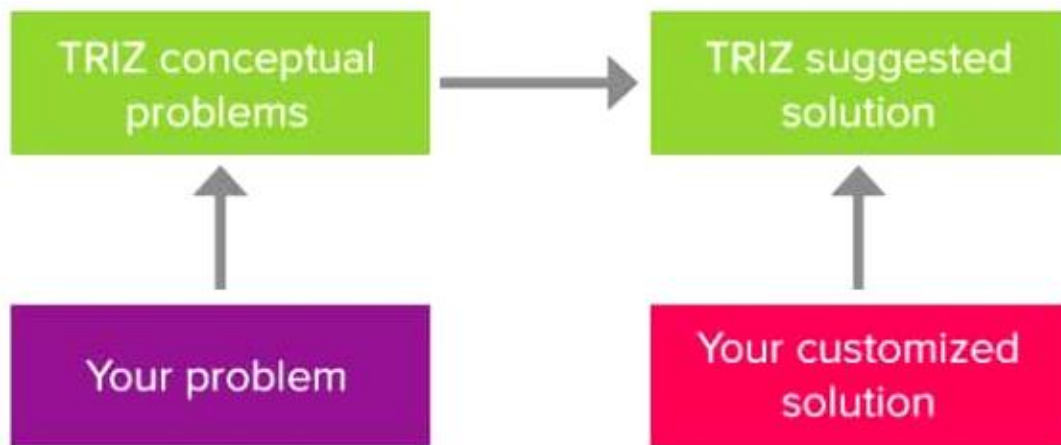 TRIZ conceptual
problems
TRIZ suggested
solution
Your problem
Your customized
solution